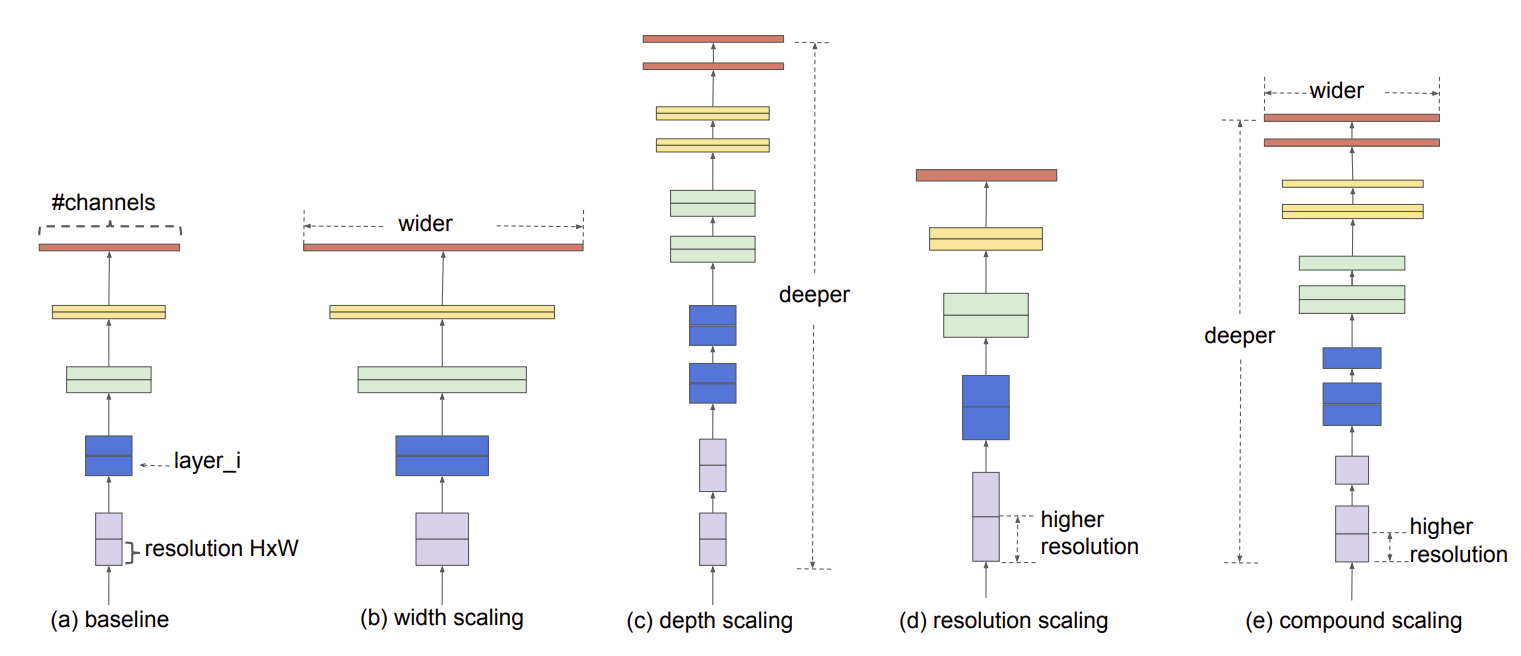 #channels
layer_i
resolution HxW
(a) baseline
wider
(b) width scaling
deeper
(c) depth scaling
higher
resolution
(d) resolution scaling
wider
deeper
higher
resolution
(e) compound scaling